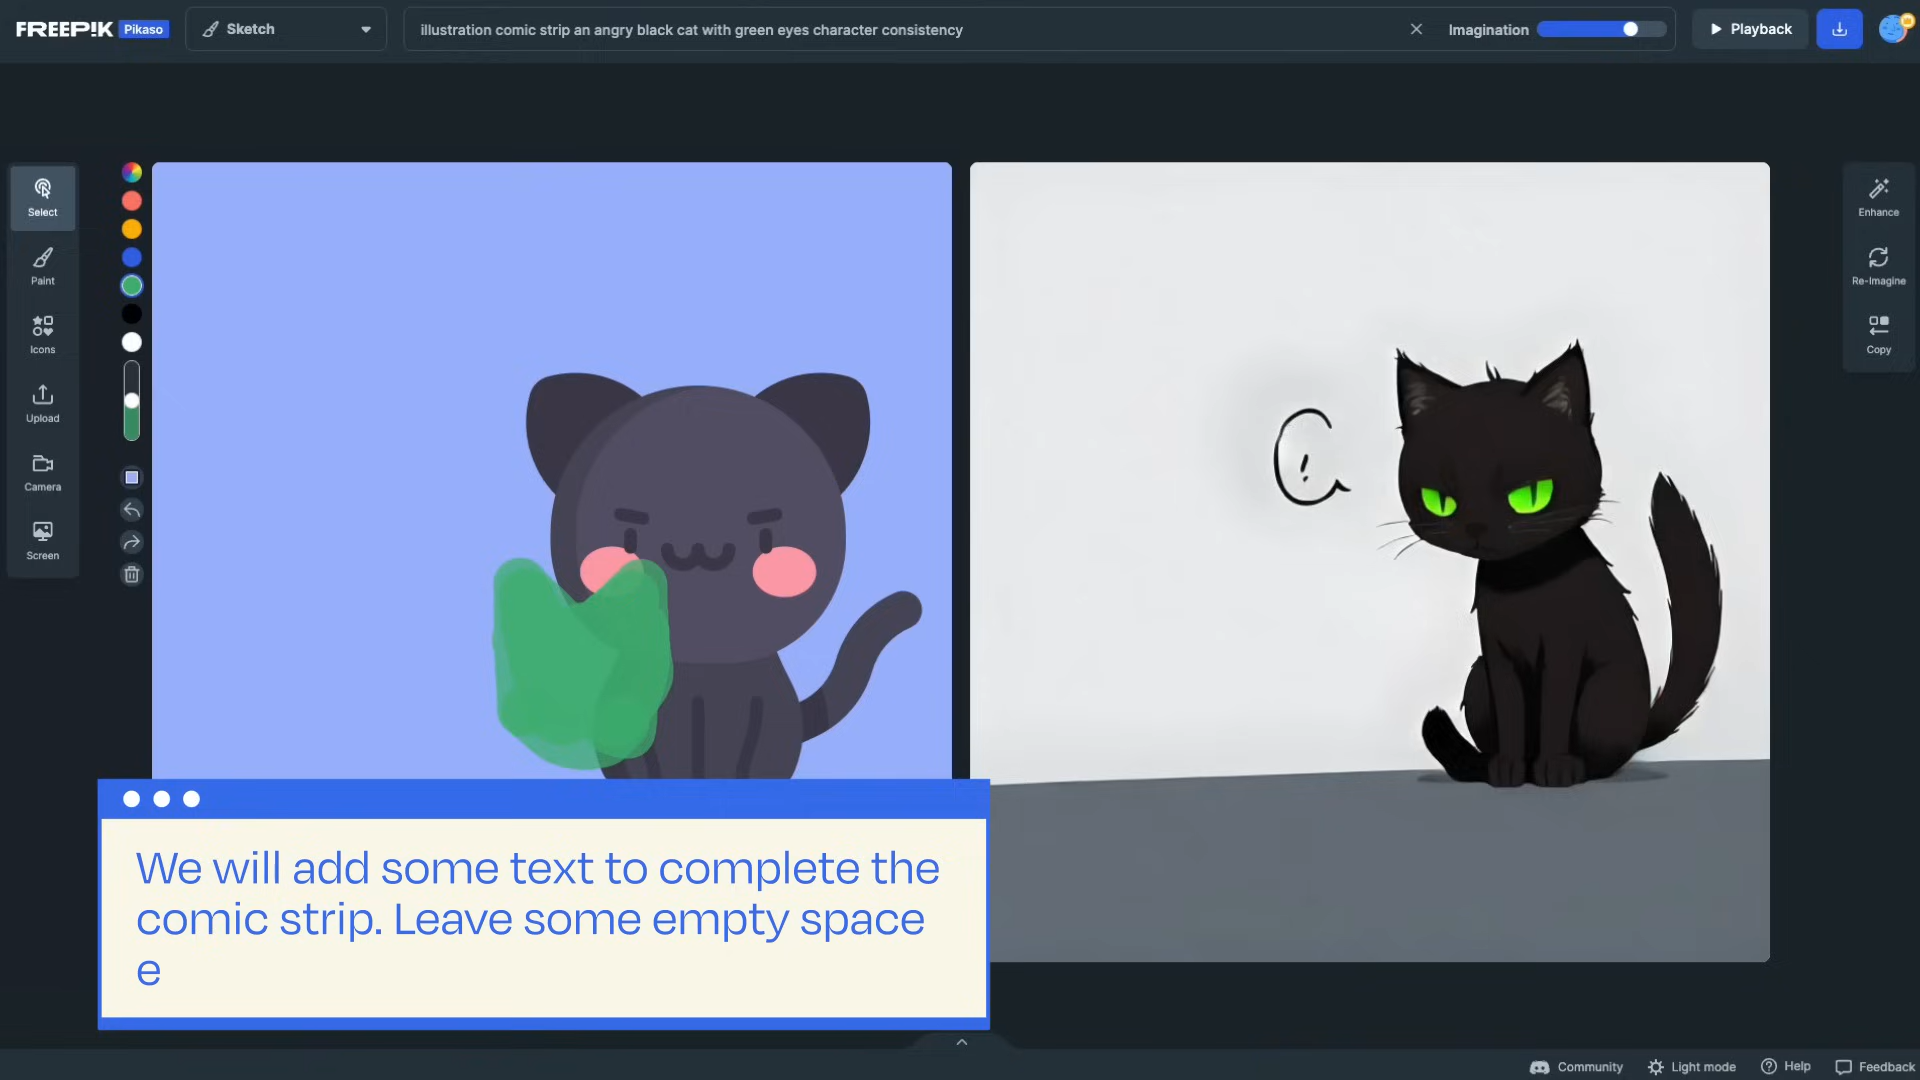 FREEP!K Pikaso Sketch illustration comic strip an angry black cat with green eyes character consistency Imagination Playback
Select
Paint
Icons
Upload
Camera
Screen
!
Enhance
Re-Imagine
Copy
We will add some text to complete the
comic strip. Leave some empty space
e
Community Light mode Help Feedback